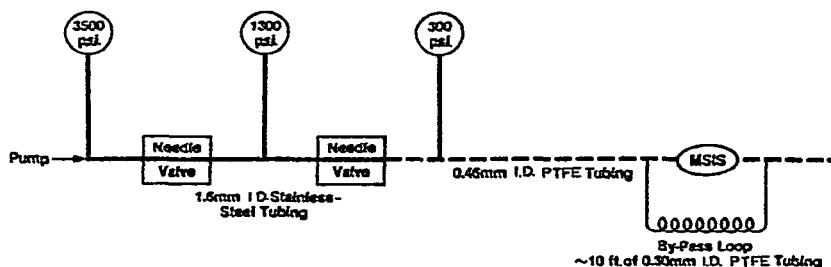 3500
psi.
1300
psi.
300
psi.
Pump
Needle
Valve
Needle
Valve
1.6mm I.D. Stainless-
Steel Tubing
0.46mm I.D. PTFE Tubing
MSIS
By-Pass Loop
~10 ft. of 0.30mm I.D. PTFE Tubing